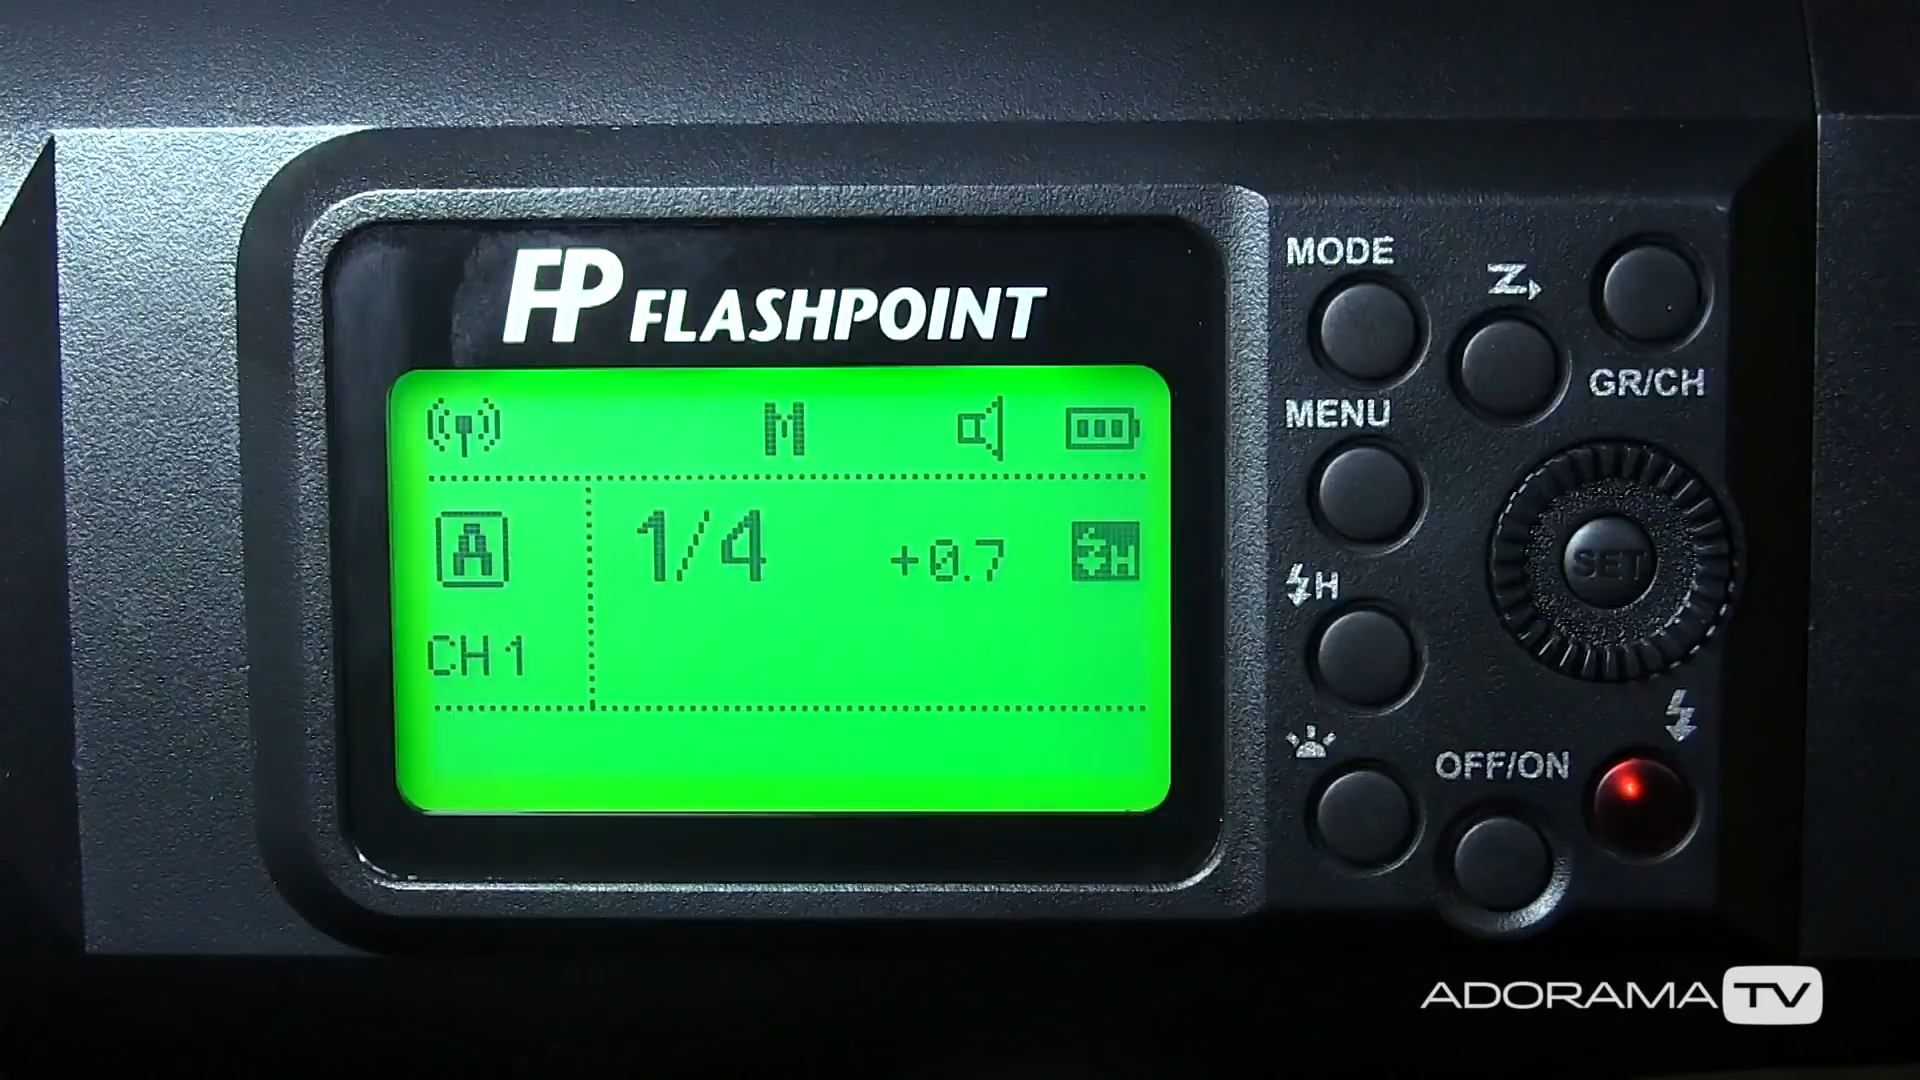 FP FLASHPOINT
M
A
1/4 +0.7 H
CH 1
MODE
Z
GR/CH
MENU
SET
H
OFF/ON
ADORAMA TV